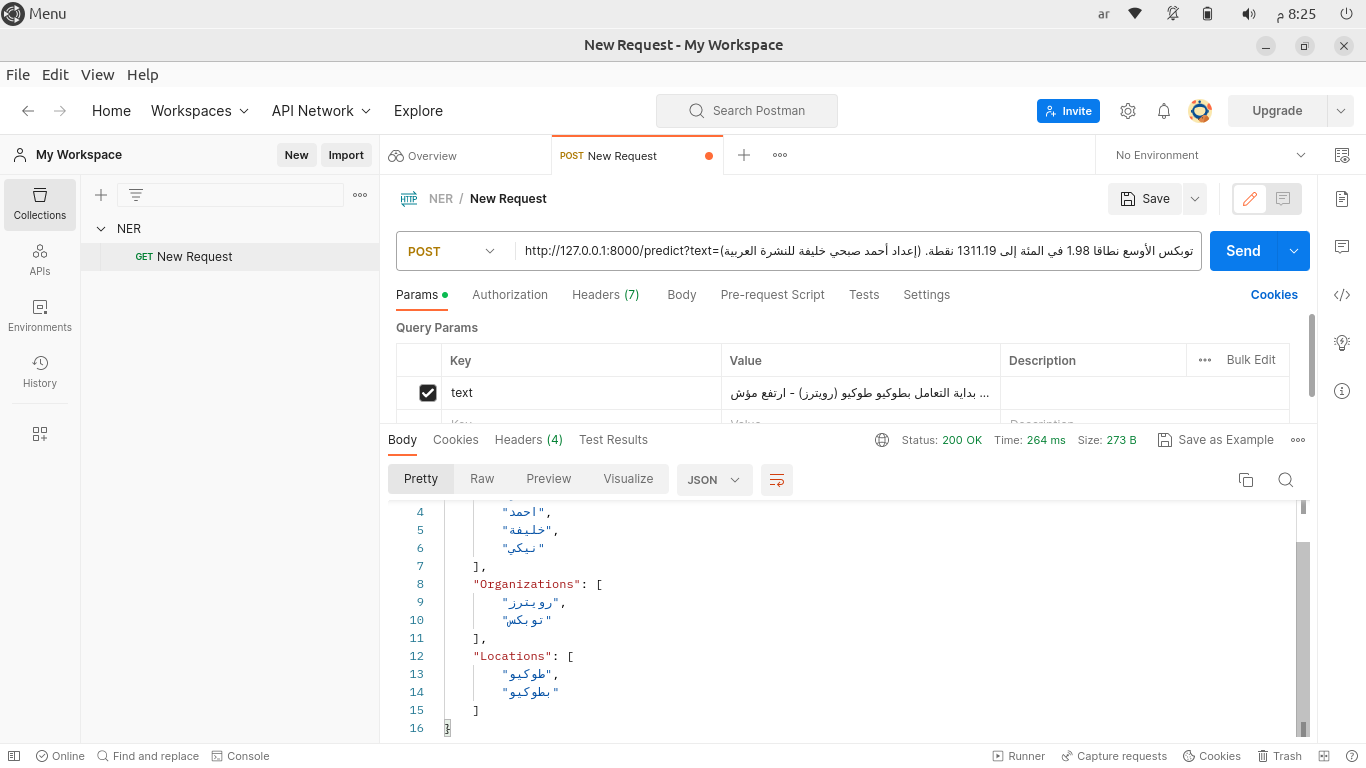 Menu
ar
8:25 م
New Request - My Workspace
File Edit View Help
Home Workspaces API Network Explore
Search Postman
Invite
Upgrade
My Workspace
New Import
Overview
POST New Request
No Environment
Collections
APIs
Environments
History
NER
GET New Request
HTTP NER / New Request
Save
POST
http://127.0.0.1:8000/predict?text=توبكس الأوسع نطاقا 1.98 في المئة إلى 1311.19 نقطة. (إعداد أحمد صبحي خليفة للنشرة العربية)
Send
Params Authorization Headers (7) Body Pre-request Script Tests Settings
Cookies
Query Params
Key Value Description Bulk Edit
text
بداية التعامل بطوكيو طوكيو (رويترز) - ارتفع مؤش ...
Key Value Description
Body Cookies Headers (4) Test Results
Status: 200 OK Time: 264 ms Size: 273 B Save as Example
Pretty Raw Preview Visualize JSON
4 "احمد",
5 "خليفة",
6 "نيكي"
7 ],
8 "Organizations": [
9 "رويترز",
10 "توبكس"
11 ],
12 "Locations": [
13 "طوكيو",
14 "بطوكيو"
15 ]
16 }
Online Find and replace Console
Runner Capture requests Cookies Trash